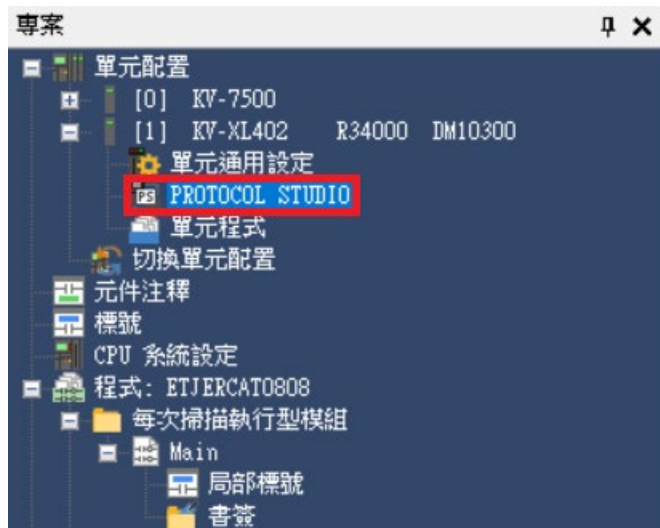 專案
單元配置
[0] KV-7500
[1] KV-XL402 R34000 DM10300
單元通用設定
PS PROTOCOL STUDIO
單元程式
切換單元配置
元件注釋
標號
CPU 系統設定
程式: ETJERCAT0808
每次掃描執行型模組
Main
局部標號
書簽